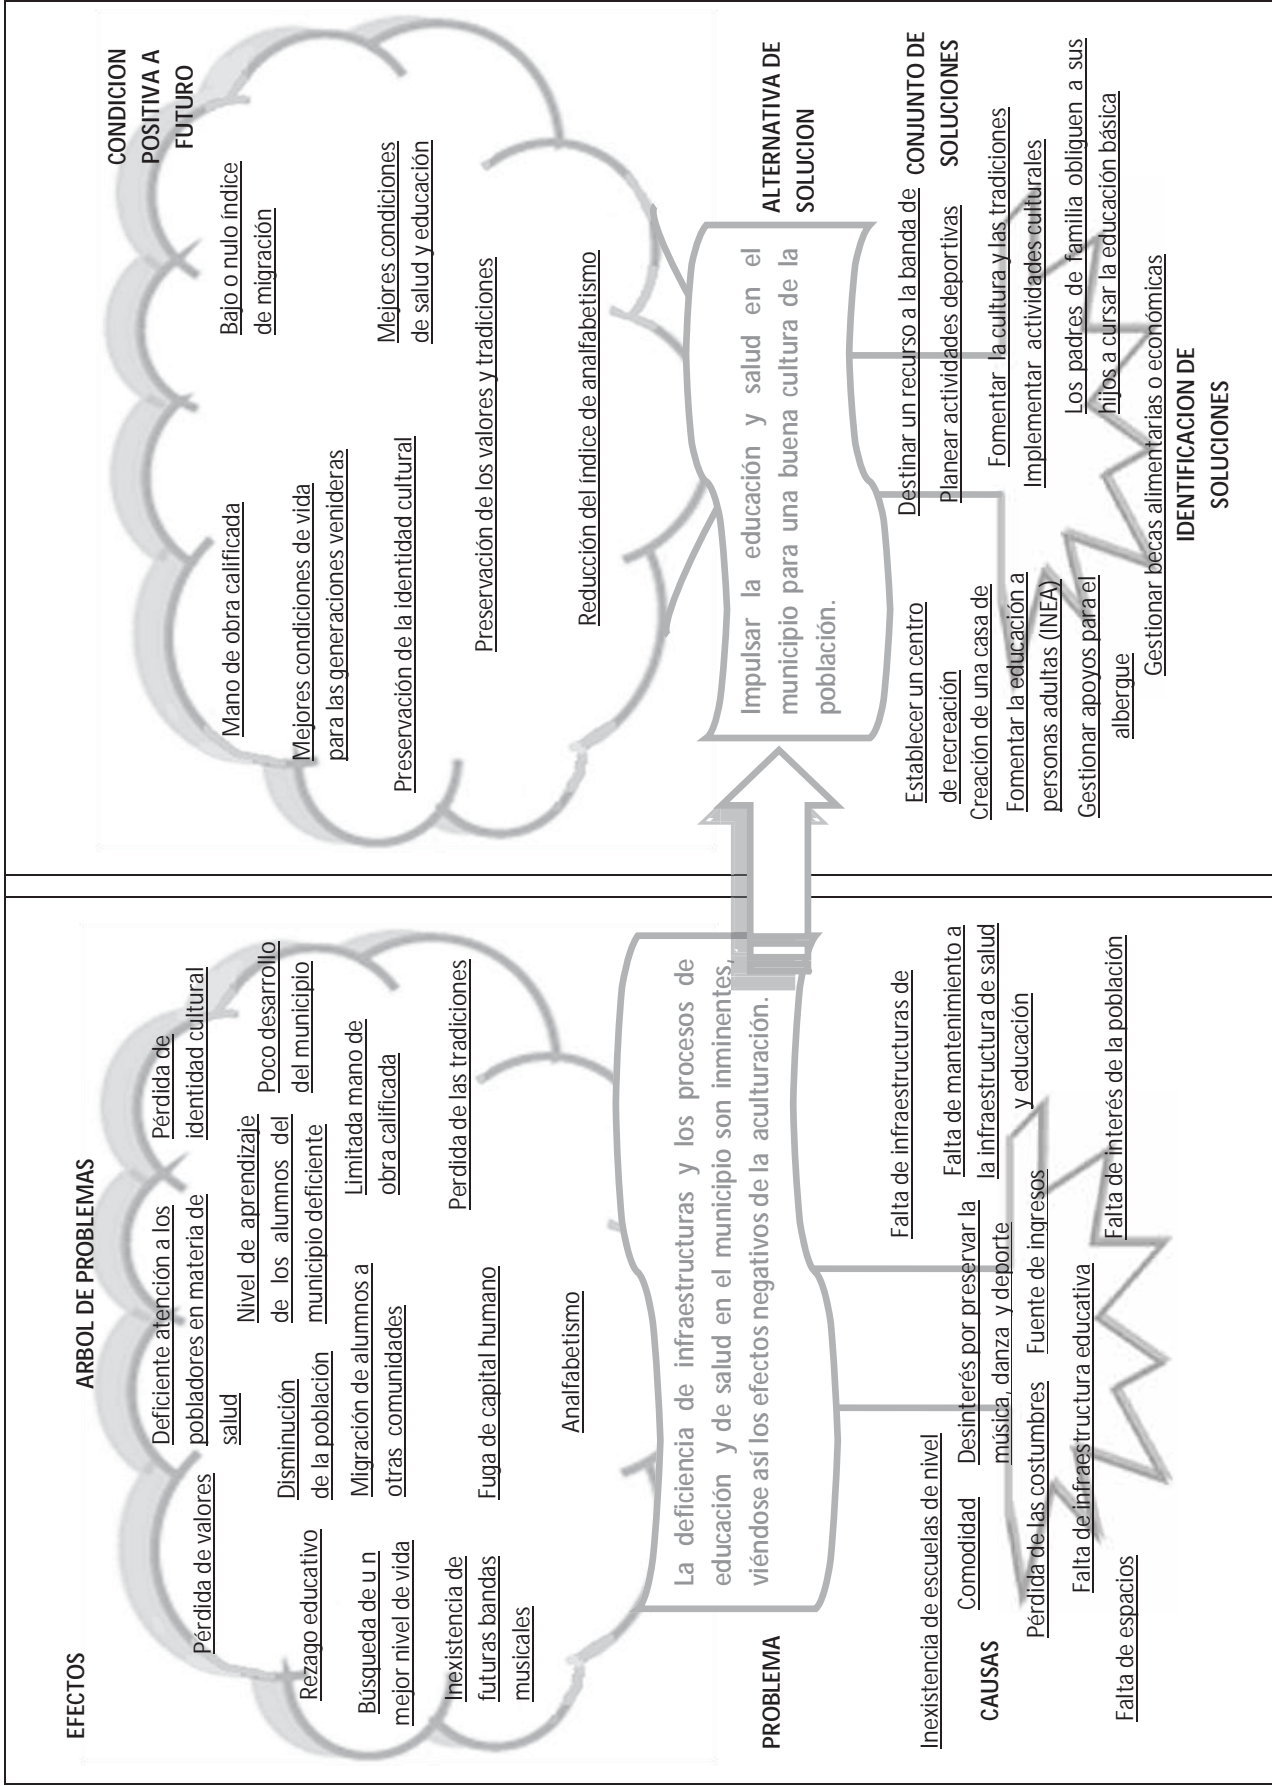 ARBOL DE PROBLEMAS
EFECTOS
Pérdida de valores
Deficiente atención a los
pobladores en materia de
salud
Pérdida de
identidad cultural
Rezago educativo
Disminución
de la población
Nivel de aprendizaje
de los alumnos del
municipio deficiente
Poco desarrollo
del municipio
Búsqueda de u n
mejor nivel de vida
Migración de alumnos a
otras comunidades
Limitada mano de
obra calificada
Inexistencia de
futuras bandas
musicales
Fuga de capital humano
Perdida de las tradiciones
Analfabetismo
PROBLEMA
La deficiencia de infraestructuras y los procesos de
educación y de salud en el municipio son inminentes,
viéndose así los efectos negativos de la aculturación.
Inexistencia de escuelas de nivel
Falta de infraestructuras de
Comodidad
Desinterés por preservar la
música, danza y deporte
Falta de mantenimiento a
la infraestructura de salud
y educación
CAUSAS
Pérdida de las costumbres
Fuente de ingresos
Falta de infraestructura educativa
Falta de espacios
Falta de interés de la población
CONDICION
POSITIVA A
FUTURO
Mano de obra calificada
Bajo o nulo índice
de migración
Mejores condiciones de vida
para las generaciones venideras
Mejores condiciones
de salud y educación
Preservación de la identidad cultural
Preservación de los valores y tradiciones
Reducción del índice de analfabetismo
ALTERNATIVA DE
SOLUCION
Impulsar la educación y salud en el
municipio para una buena cultura de la
población.
CONJUNTO DE
SOLUCIONES
Establecer un centro
de recreación
Destinar un recurso a la banda de
Planear actividades deportivas
Creación de una casa de
Fomentar la cultura y las tradiciones
Fomentar la educación a
personas adultas (INEA)
Implementar actividades culturales
Gestionar apoyos para el
albergue
Los padres de familia obliguen a sus
hijos a cursar la educación básica
Gestionar becas alimentarias o económicas
IDENTIFICACION DE
SOLUCIONES